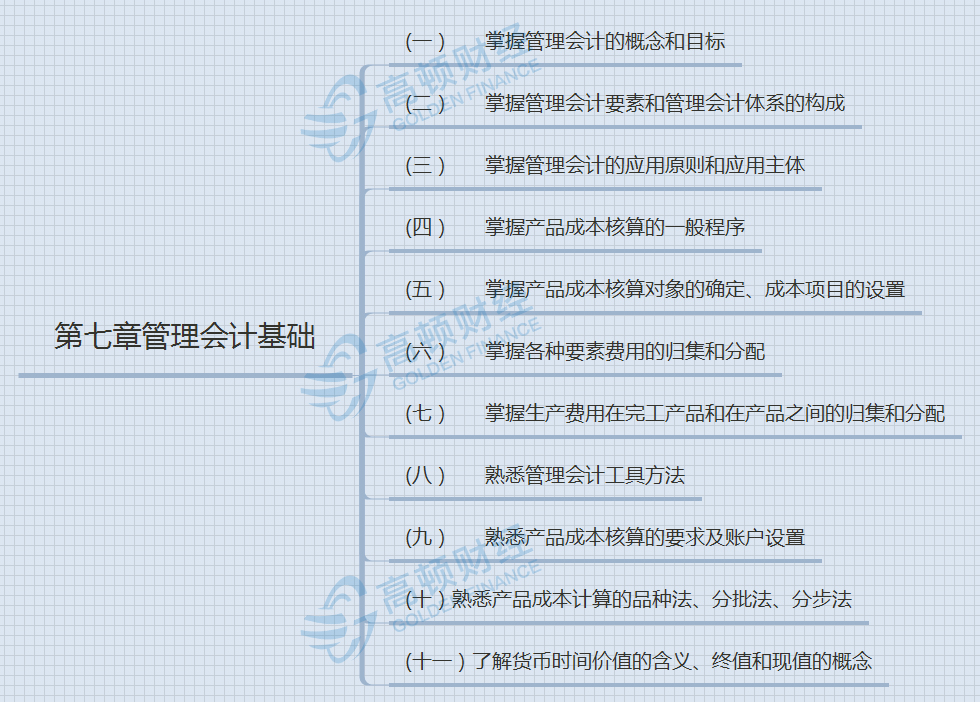 (一） 掌握管理会计的概念和目标
(二） 掌握管理会计要素和管理会计体系的构成
(三） 掌握管理会计的应用原则和应用主体
(四） 掌握产品成本核算的一般程序
(五） 掌握产品成本核算对象的确定、成本项目的设置
第七章管理会计基础
(六） 掌握各种要素费用的归集和分配
(七） 掌握生产费用在完工产品和在产品之间的归集和分配
(八） 熟悉管理会计工具方法
(九） 熟悉产品成本核算的要求及账户设置
(十）熟悉产品成本计算的品种法、分批法、分步法
(十一）了解货币时间价值的含义、终值和现值的概念
高顿财经
GOLDEN FINANCE
高顿财经
GOLDEN FINANCE
高顿财经
GOLDEN FINANCE